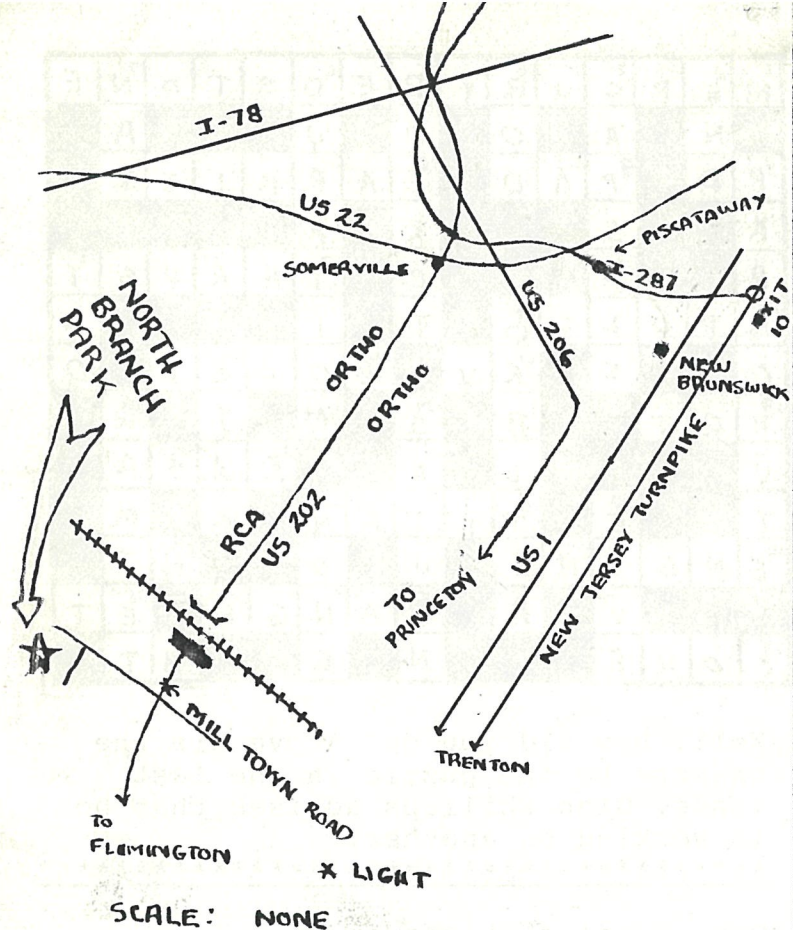 I-78
US 22
PISCATAWAY
SOMERVILLE
I-287
EXIT
10
US 206
NORTH
BRANCH
PARK
ORTHO
ORTHO
NEW
BRUNSWICK
RCA
US 202
TO
PRINCETON
US 1
NEW JERSEY TURNPIKE
MILL TOWN ROAD
TRENTON
TO
FLEMINGTON
* LIGHT
SCALE: NONE